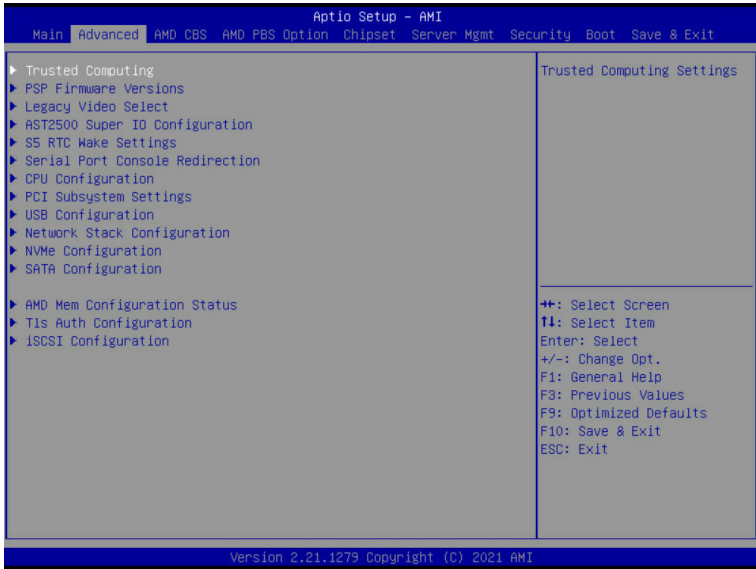 Aptio Setup – AMI
Main Advanced AMD CBS AMD PBS Option Chipset Server Mgmt Security Boot Save & Exit
▶ Trusted Computing
▶ PSP Firmware Versions
▶ Legacy Video Select
▶ AST2500 Super IO Configuration
▶ S5 RTC Wake Settings
▶ Serial Port Console Redirection
▶ CPU Configuration
▶ PCI Subsystem Settings
▶ USB Configuration
▶ Network Stack Configuration
▶ NVMe Configuration
▶ SATA Configuration
▶ AMD Mem Configuration Status
▶ Tls Auth Configuration
▶ iSCSI Configuration
Trusted Computing Settings
→←: Select Screen
↑↓: Select Item
Enter: Select
+/-: Change Opt.
F1: General Help
F3: Previous Values
F9: Optimized Defaults
F10: Save & Exit
ESC: Exit
Version 2.21.1279 Copyright (C) 2021 AMI